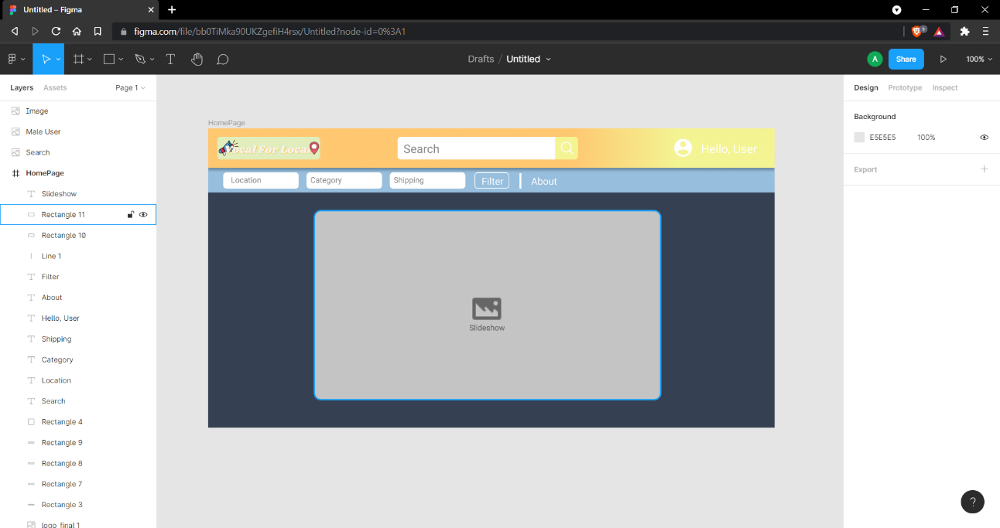 Untitled – Figma
figma.com/file/bb0TiMka90UKZgefiH4rsx/Untitled?node-id=0%3A1
9
Drafts / Untitled
A
Share
100%
Layers
Assets
Page 1
Image
Male User
Search
HomePage
Slideshow
Rectangle 11
Rectangle 10
Line 1
Filter
About
Hello, User
Shipping
Category
Location
Search
Rectangle 4
Rectangle 9
Rectangle 8
Rectangle 7
Rectangle 3
logo final 1
HomePage
Local For Local
Search
Hello, User
Location
Category
Shipping
Filter
About
Slideshow
Design
Prototype
Inspect
Background
E5E5E5
100%
Export
?